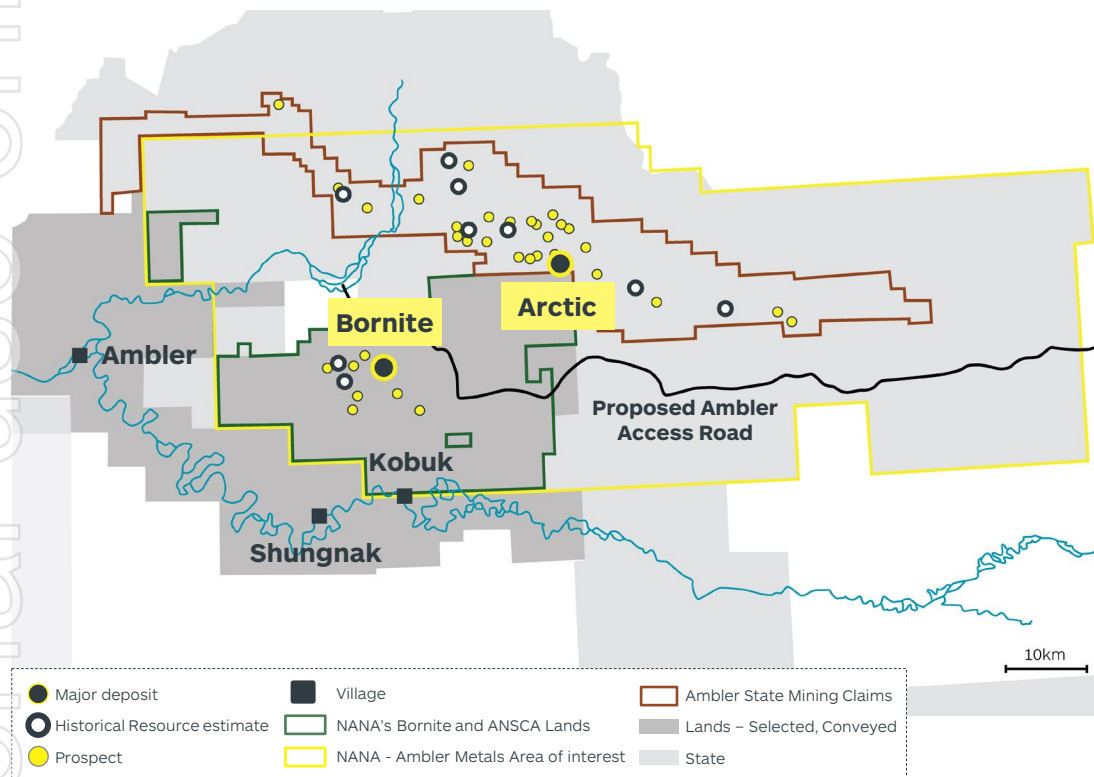 Bornite
Arctic
Ambler
Proposed Ambler
Access Road
Kobuk
Shungnak
10km
Major deposit
Historical Resource estimate
Prospect
Village
NANA's Bornite and ANSCA Lands
NANA - Ambler Metals Area of interest
Ambler State Mining Claims
Lands – Selected, Conveyed
State